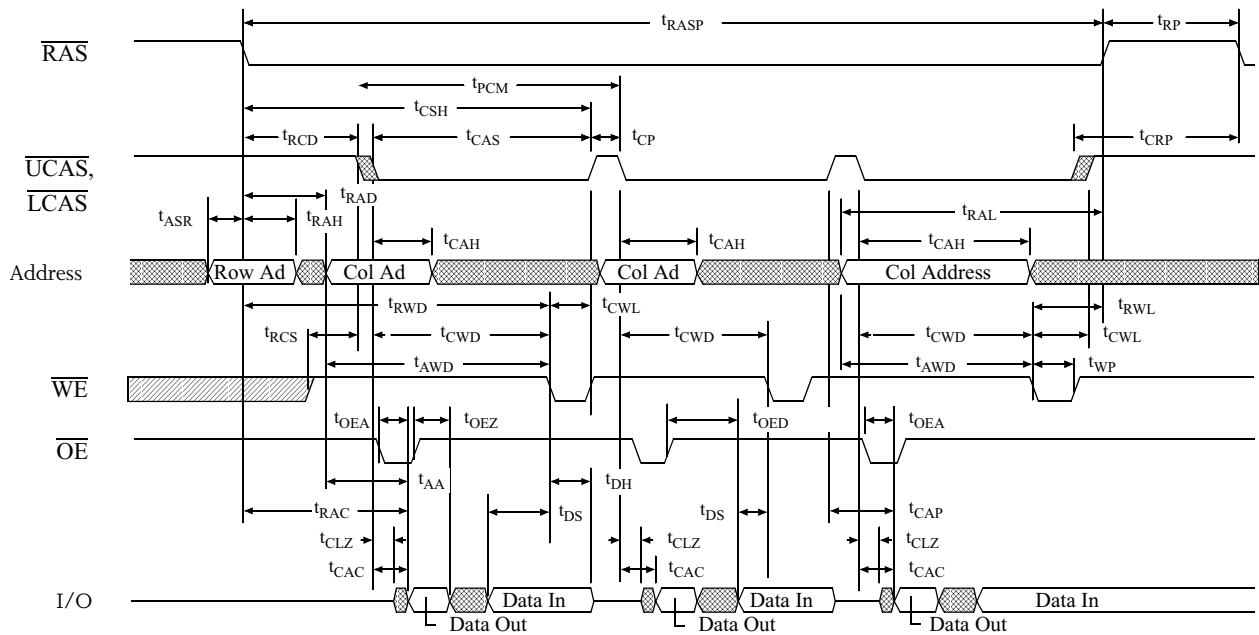 tRASP
tRP
RAS
tPCM
tCSH
tRCD
tCAS
tCP
tCRP
UCAS,
LCAS
tRAD
tASR
tRAH
tRAL
tCAH
tCAH
tCAH
Address
Row Ad
Col Ad
Col Ad
Col Address
tRWD
tCWL
tRWL
tRCS
tCWD
tCWD
tCWD
tCWL
tAWD
tAWD
tWP
WE
tOEA
tOEZ
tOED
tOEA
OE
tAA
tDH
tRAC
tDS
tDS
tCAP
tCLZ
tCLZ
tCLZ
tCAC
tCAC
tCAC
I/O
Data In
Data In
Data In
Data Out
Data Out
Data Out